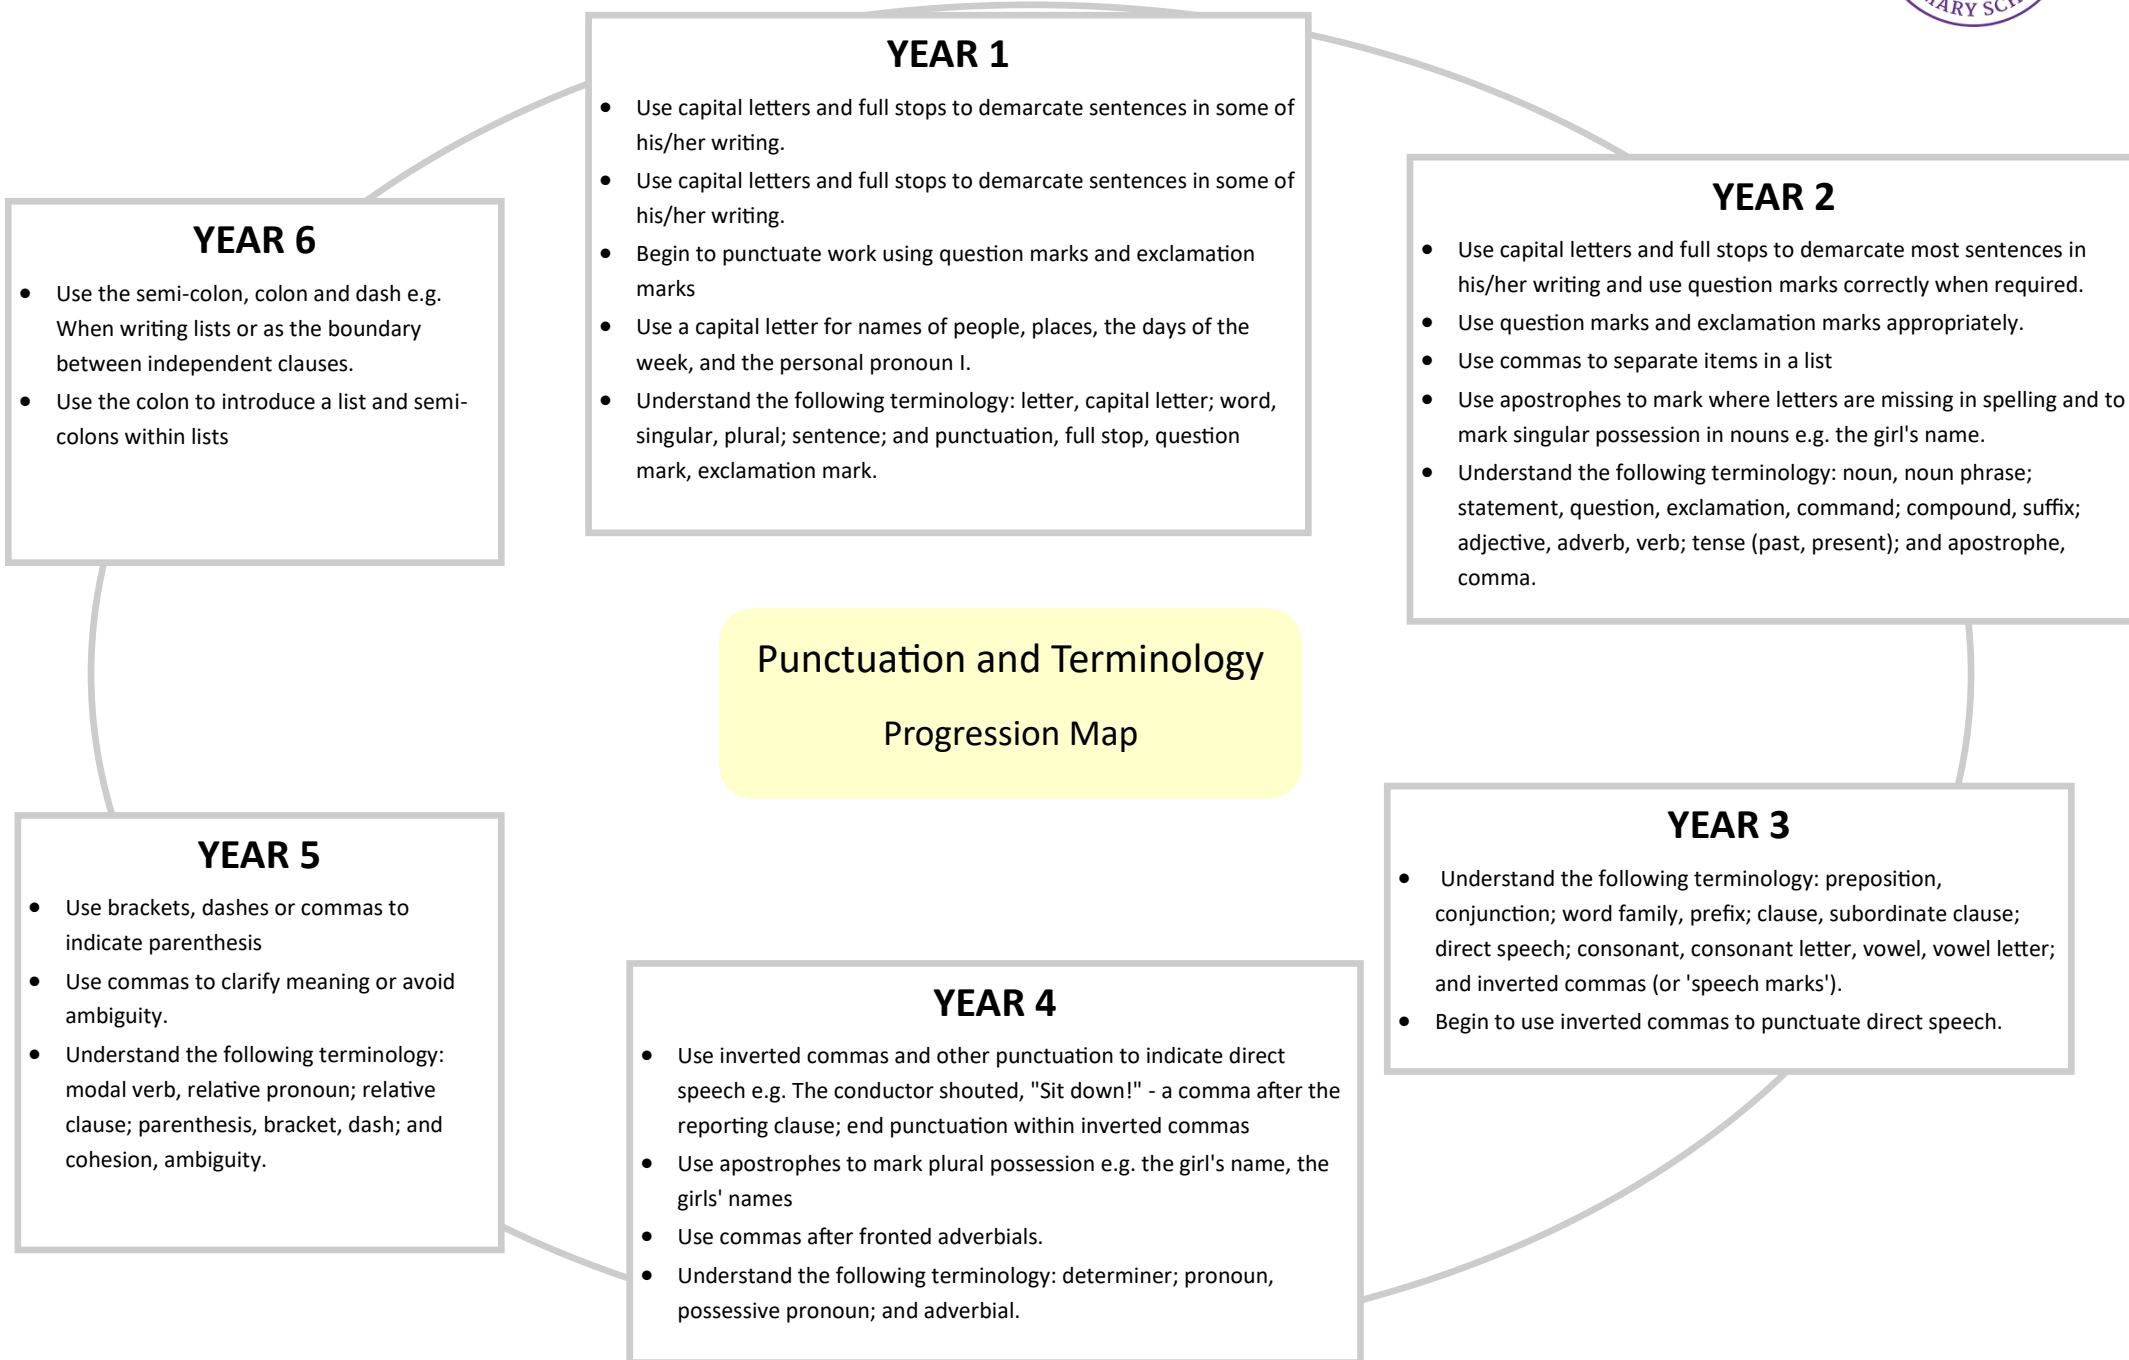 MARY SCH
YEAR 1
• Use capital letters and full stops to demarcate sentences in some of
his/her writing.
• Use capital letters and full stops to demarcate sentences in some of
his/her writing.
• Begin to punctuate work using question marks and exclamation
marks
• Use a capital letter for names of people, places, the days of the
week, and the personal pronoun I.
• Understand the following terminology: letter, capital letter; word,
singular, plural; sentence; and punctuation, full stop, question
mark, exclamation mark.
YEAR 2
• Use capital letters and full stops to demarcate most sentences in
his/her writing and use question marks correctly when required.
• Use question marks and exclamation marks appropriately.
• Use commas to separate items in a list
• Use apostrophes to mark where letters are missing in spelling and to
mark singular possession in nouns e.g. the girl's name.
• Understand the following terminology: noun, noun phrase;
statement, question, exclamation, command; compound, suffix;
adjective, adverb, verb; tense (past, present); and apostrophe,
comma.
YEAR 6
• Use the semi-colon, colon and dash e.g.
When writing lists or as the boundary
between independent clauses.
• Use the colon to introduce a list and semi-
colons within lists
Punctuation and Terminology
Progression Map
YEAR 3
• Understand the following terminology: preposition,
conjunction; word family, prefix; clause, subordinate clause;
direct speech; consonant, consonant letter, vowel, vowel letter;
and inverted commas (or 'speech marks').
• Begin to use inverted commas to punctuate direct speech.
YEAR 5
• Use brackets, dashes or commas to
indicate parenthesis
• Use commas to clarify meaning or avoid
ambiguity.
• Understand the following terminology:
modal verb, relative pronoun; relative
clause; parenthesis, bracket, dash; and
cohesion, ambiguity.
YEAR 4
• Use inverted commas and other punctuation to indicate direct
speech e.g. The conductor shouted, "Sit down!" - a comma after the
reporting clause; end punctuation within inverted commas
• Use apostrophes to mark plural possession e.g. the girl's name, the
girls' names
• Use commas after fronted adverbials.
• Understand the following terminology: determiner; pronoun,
possessive pronoun; and adverbial.